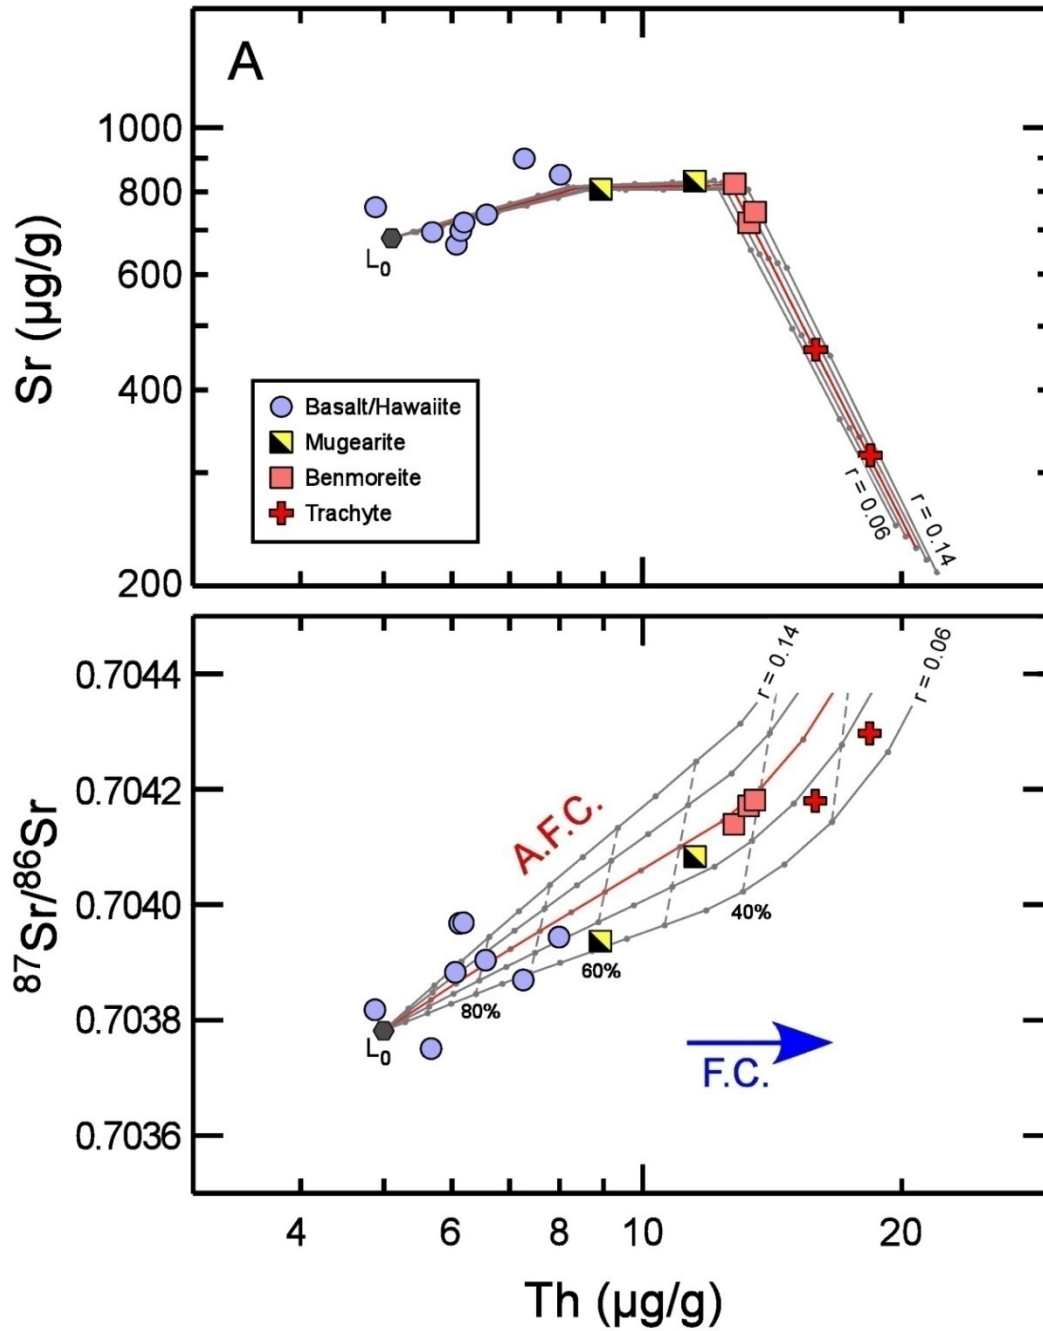 A
1000
800
600
400
200
Sr (µg/g)
L₀
Basalt/Hawaiite
Mugearite
Benmoreite
Trachyte
r = 0.06
r = 0.14
0.7044
0.7042
0.7040
0.7038
0.7036
⁸⁷Sr/⁸⁶Sr
r = 0.14
r = 0.06
A.F.C.
40%
60%
80%
L₀
F.C.
4 6 8 10 20
Th (µg/g)